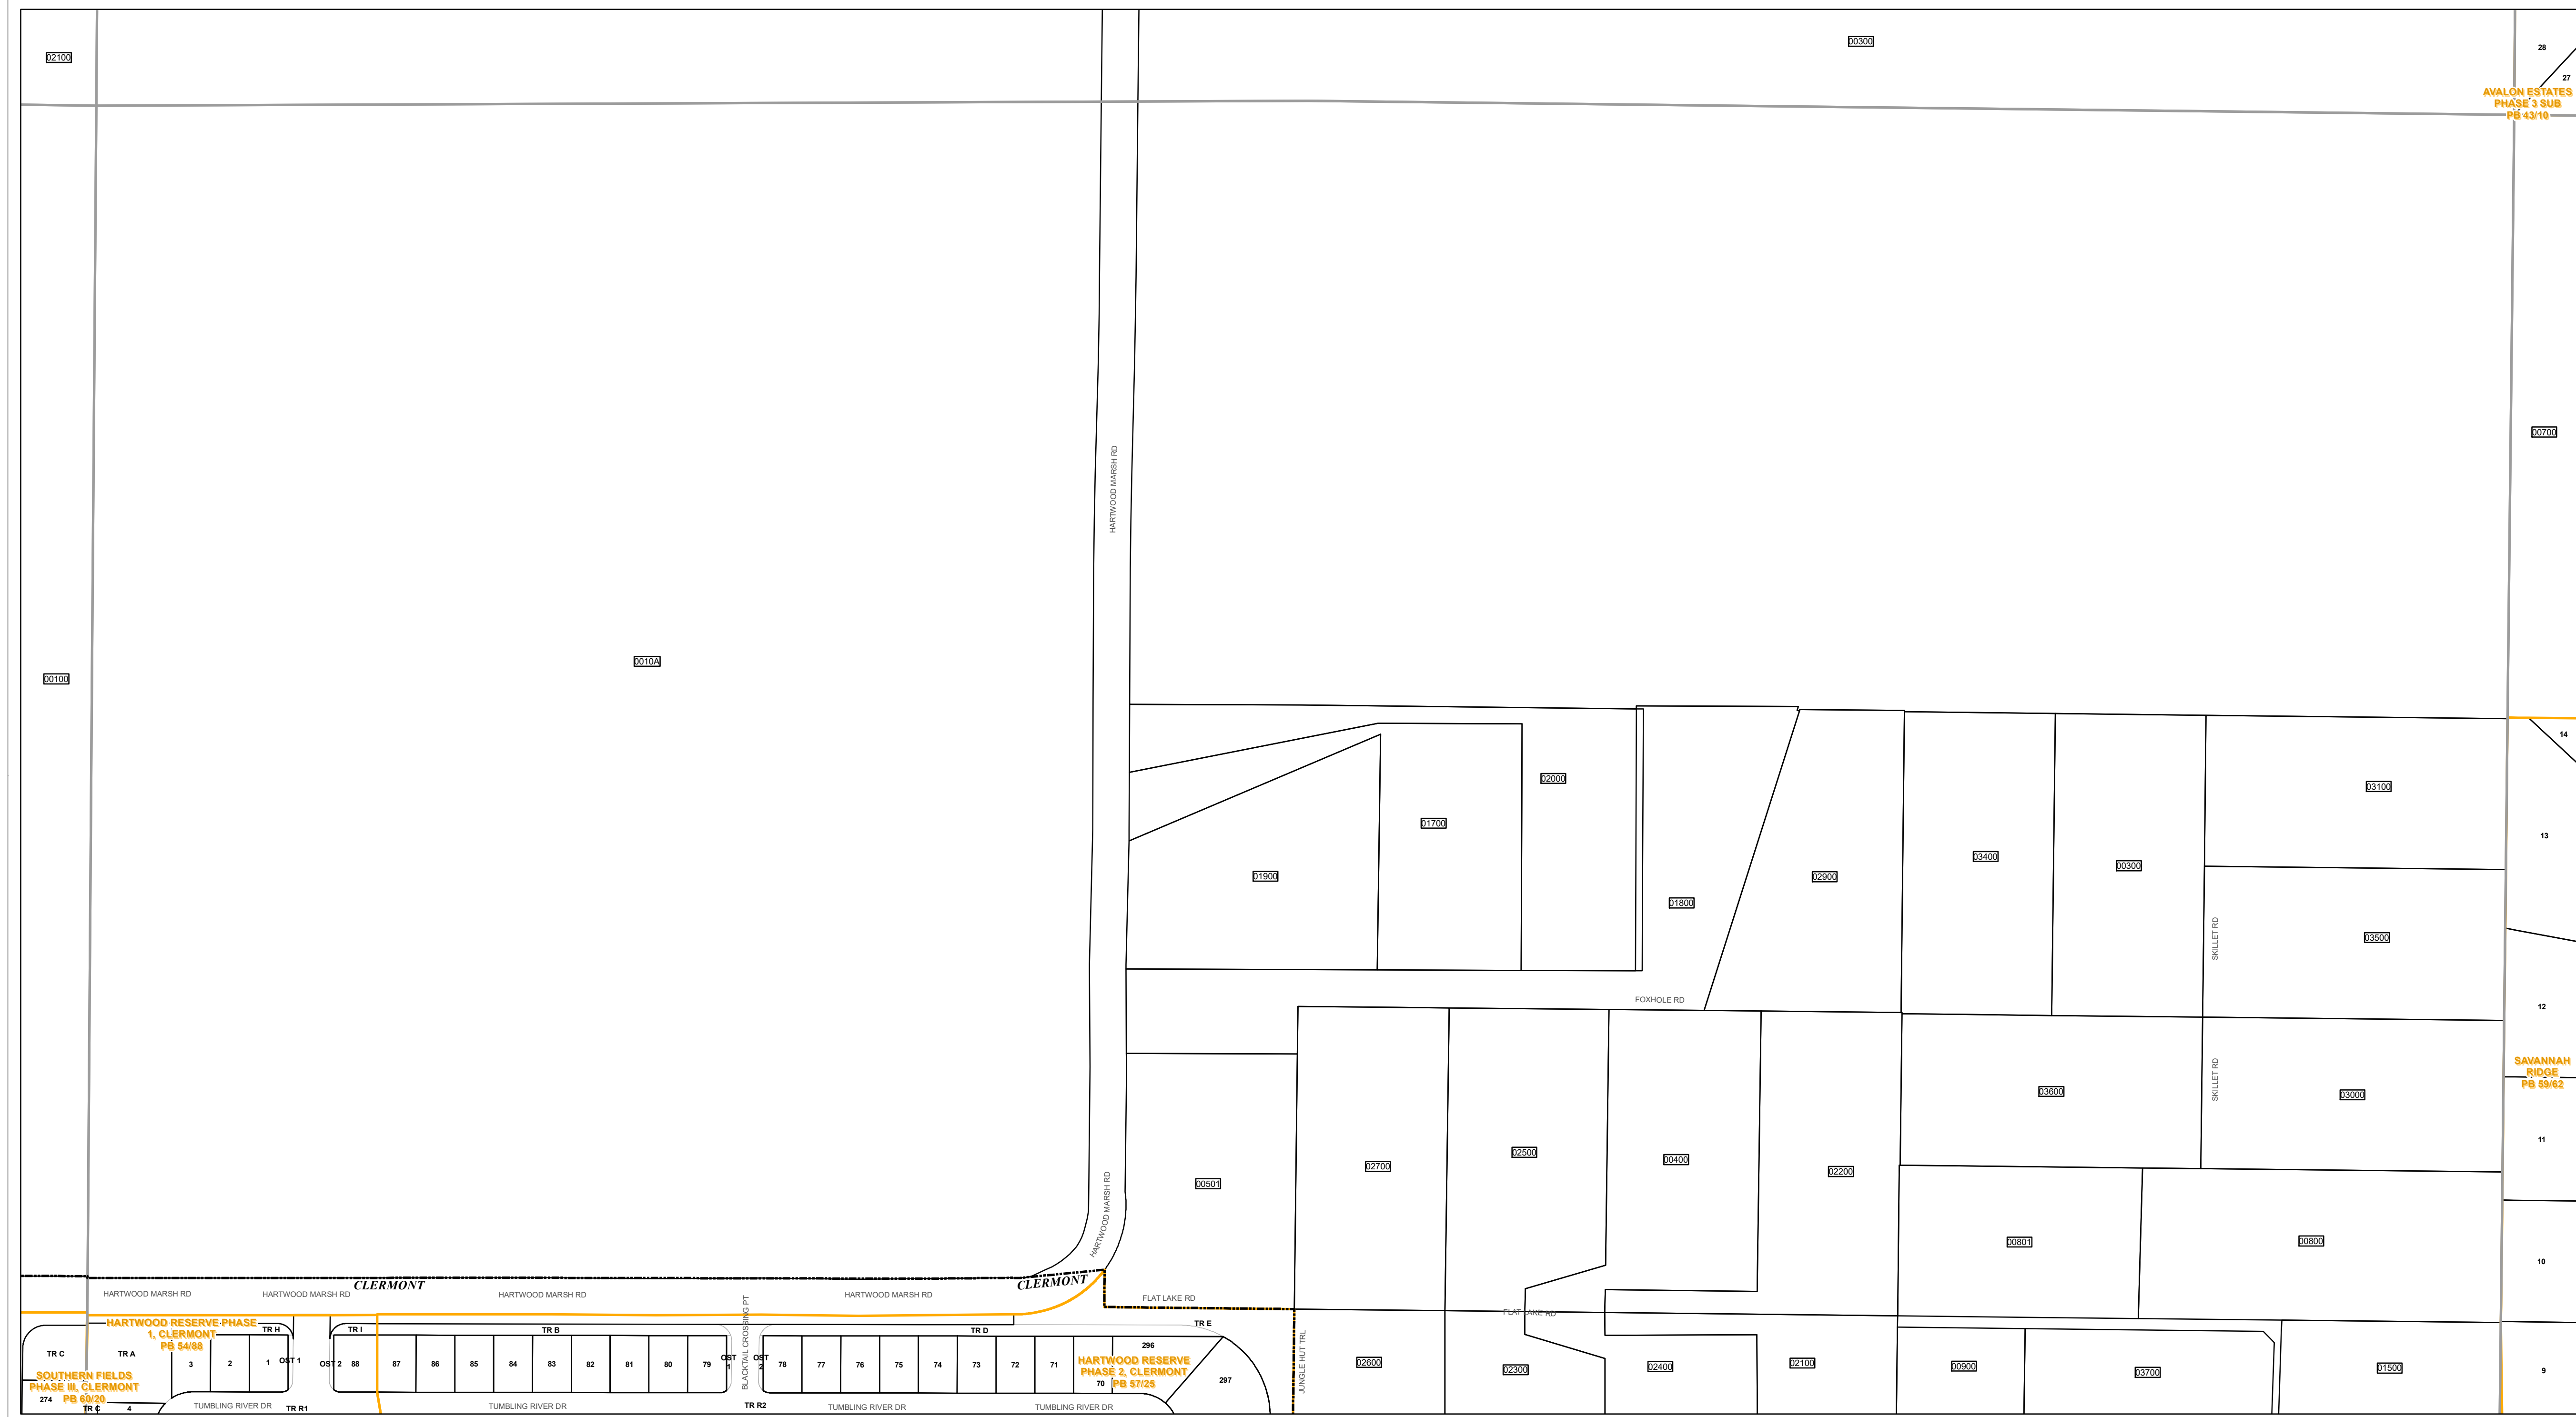 02100
00300
28
27
AVALON ESTATES
PHASE 3 SUB
PB 43/10
00700
HARTWOOD MARSH RD
0010A
00100
14
03100
02000
01700
13
03400
00300
01900
02900
01800
SKILLET RD
03500
FOXHOLE RD
12
SAVANNAH
RIDGE
PB 59/62
SKILLET RD
03600
03000
11
02500
00400
02700
02200
00501
HARTWOOD MARSH RD
00801
00800
10
CLERMONT
CLERMONT
HARTWOOD MARSH RD
HARTWOOD MARSH RD
HARTWOOD MARSH RD
HARTWOOD MARSH RD
FLAT LAKE RD
FLAT LAKE RD
HARTWOOD RESERVE PHASE
1, CLERMONT
PB 54/88
TR H
TR I
TR B
BLACKTAIL CROSSING PT
TR D
TR E
JUNGLE HUT TRL
TR C
TR A
3
2
1
OST 1
OST 2
88
87
86
85
84
83
82
81
80
79
OST
1
OST
2
78
77
76
75
74
73
72
71
296
HARTWOOD RESERVE
PHASE 2, CLERMONT
PB 57/25
70
297
02600
02300
02400
02100
00900
03700
01500
9
SOUTHERN FIELDS
PHASE III, CLERMONT
PB 60/20
274
TR C
4
TUMBLING RIVER DR
TR R1
TUMBLING RIVER DR
TR R2
TUMBLING RIVER DR
TUMBLING RIVER DR